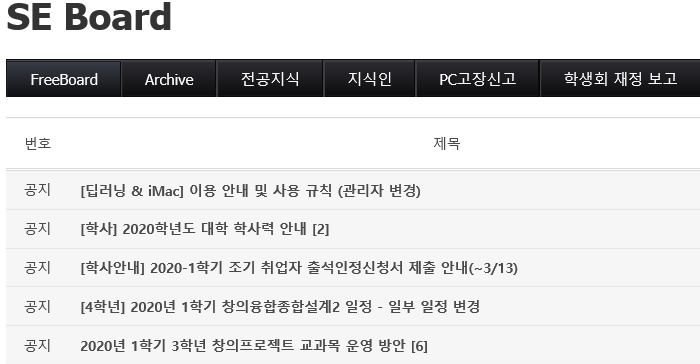 SE Board
FreeBoard Archive 전공지식 지식인 PC고장신고 학생회 재정 보고
번호 제목
공지 [딥러닝 & iMac] 이용 안내 및 사용 규칙 (관리자 변경)
공지 [학사] 2020학년도 대학 학사력 안내 [2]
공지 [학사안내] 2020-1학기 조기 취업자 출석인정신청서 제출 안내(~3/13)
공지 [4학년] 2020년 1학기 창의융합종합설계2 일정 - 일부 일정 변경
공지 2020년 1학기 3학년 창의프로젝트 교과목 운영 방안 [6]